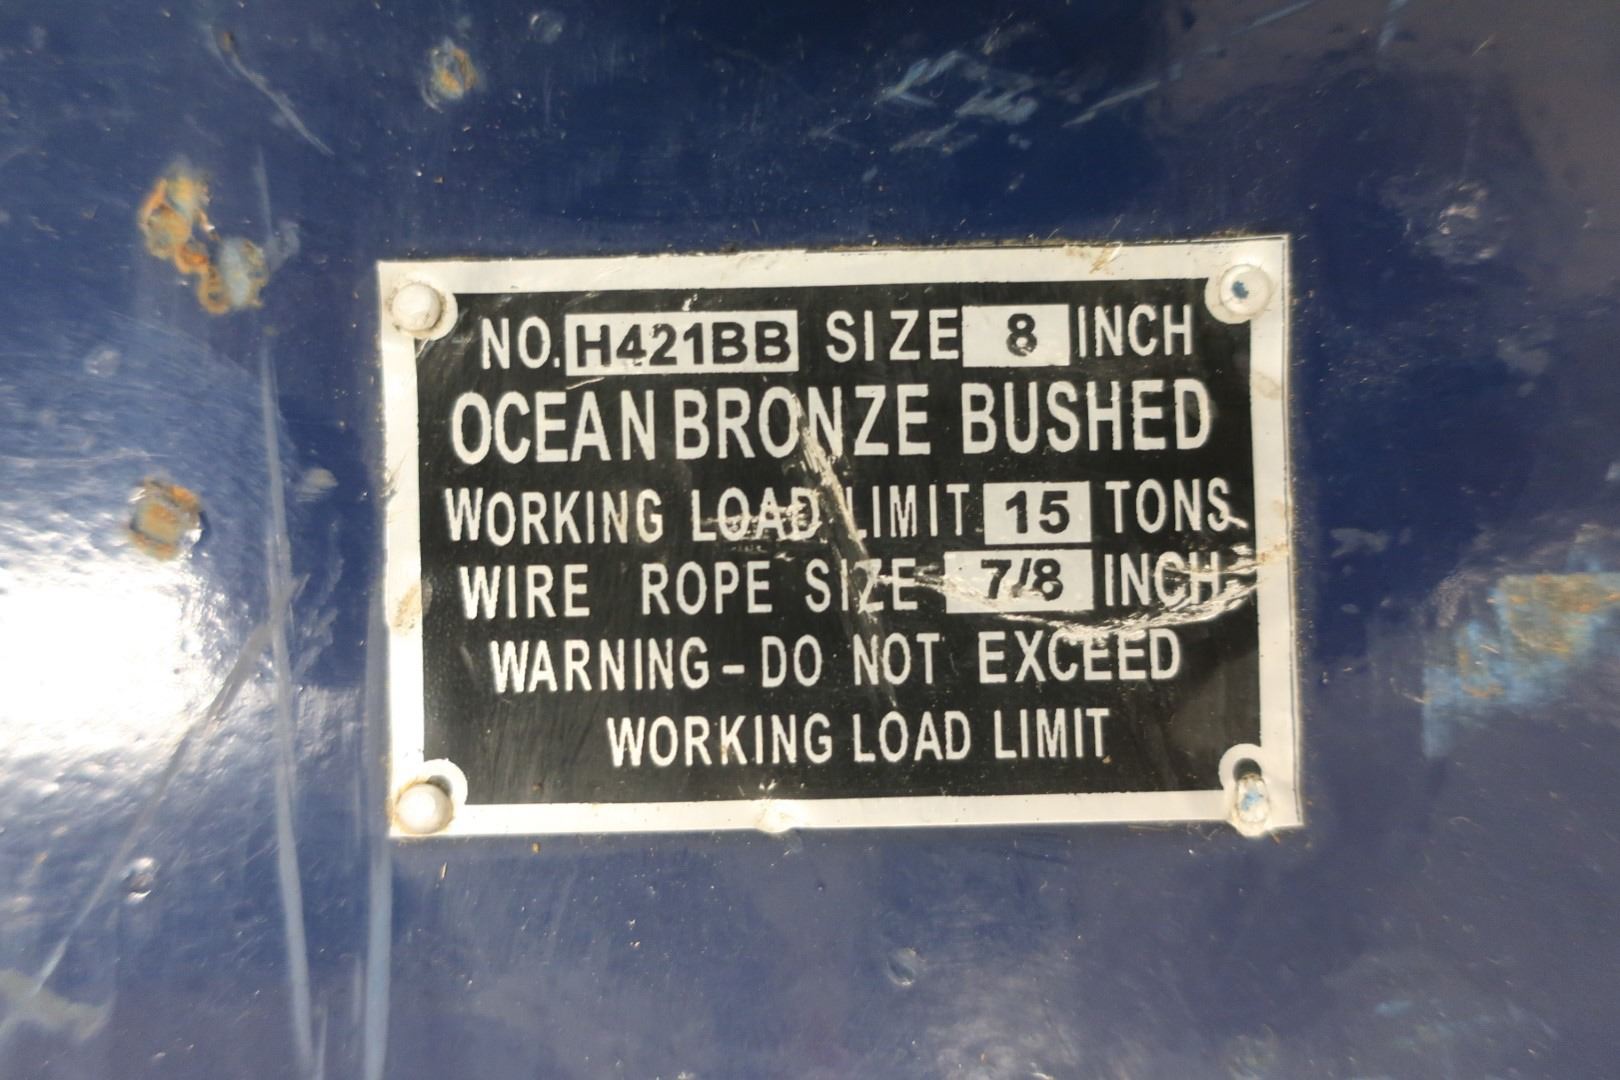 NO. H421BB SIZE 8 INCH
OCEAN BRONZE BUSHED
WORKING LOAD LIMIT 15 TONS
WIRE ROPE SIZE 7/8 INCH
WARNING - DO NOT EXCEED
WORKING LOAD LIMIT